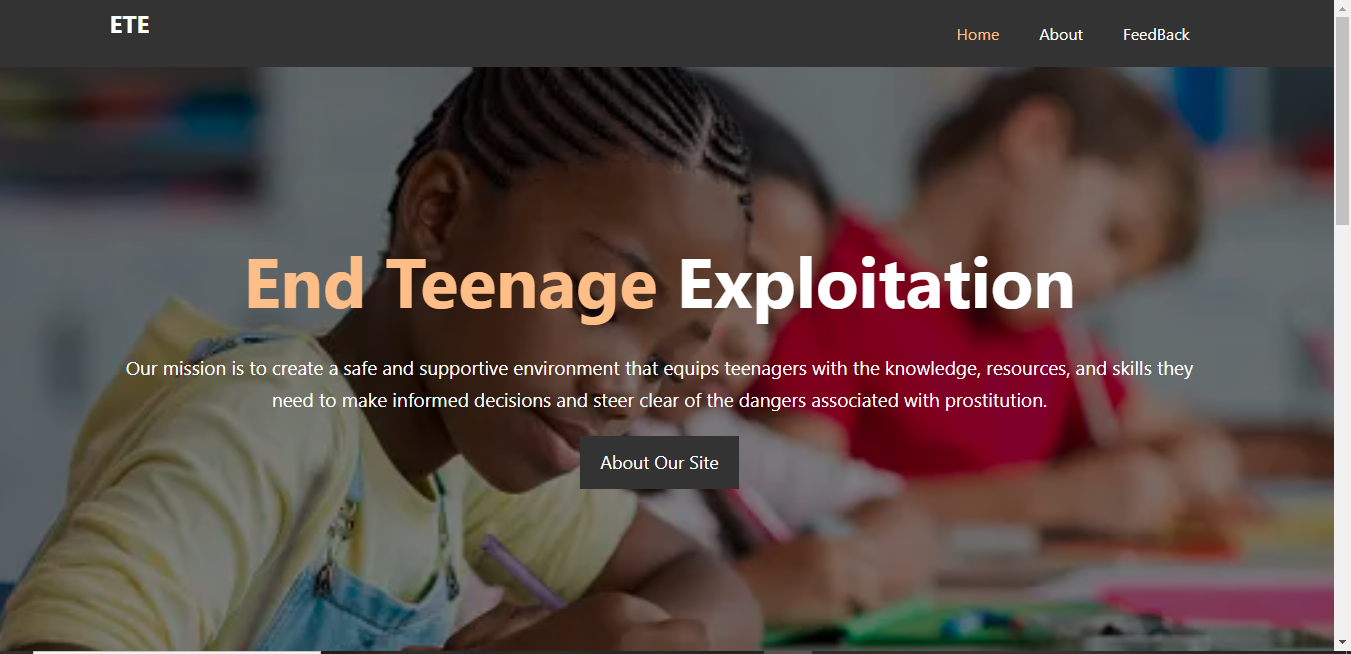 ETE
Home About FeedBack
End Teenage Exploitation
Our mission is to create a safe and supportive environment that equips teenagers with the knowledge, resources, and skills they
need to make informed decisions and steer clear of the dangers associated with prostitution.
About Our Site